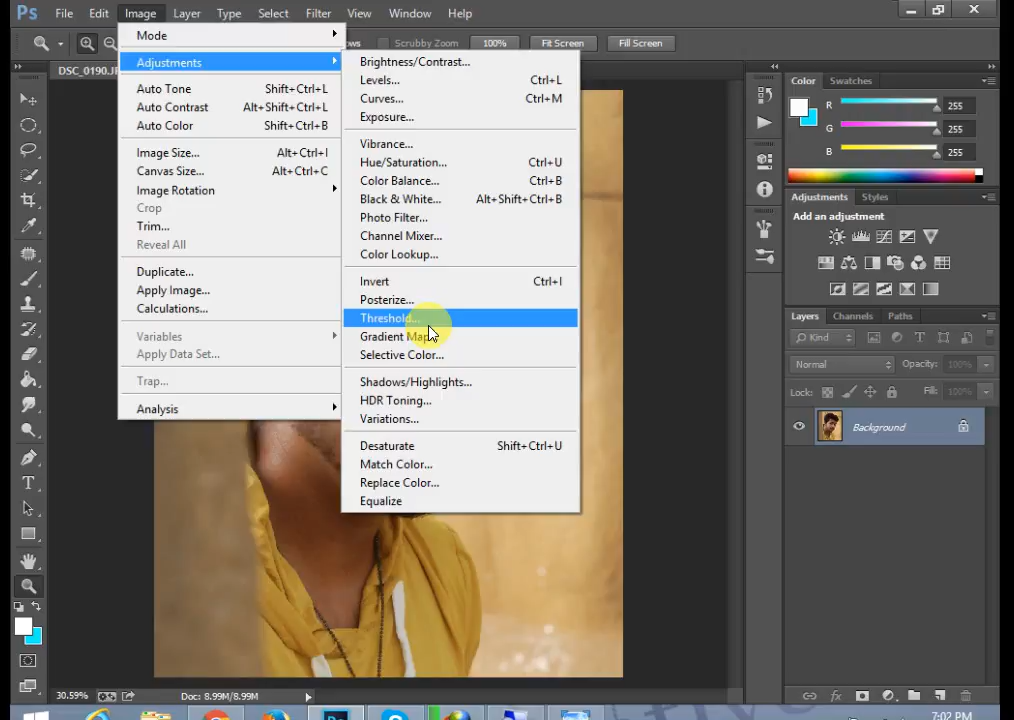 Ps File Edit Image Layer Type Select Filter View Window Help
Scrubby Zoom 100% Fit Screen Fill Screen
Mode
Adjustments
Auto Tone Shift+Ctrl+L
Auto Contrast Alt+Shift+Ctrl+L
Auto Color Shift+Ctrl+B
Image Size... Alt+Ctrl+I
Canvas Size... Alt+Ctrl+C
Image Rotation
Crop
Trim...
Reveal All
Duplicate...
Apply Image...
Calculations...
Variables
Apply Data Set...
Trap...
Analysis
Brightness/Contrast...
Levels... Ctrl+L
Curves... Ctrl+M
Exposure...
Vibrance...
Hue/Saturation... Ctrl+U
Color Balance... Ctrl+B
Black & White... Alt+Shift+Ctrl+B
Photo Filter...
Channel Mixer...
Color Lookup...
Invert Ctrl+I
Posterize...
Threshold...
Gradient Map...
Selective Color...
Shadows/Highlights...
HDR Toning...
Variations...
Desaturate Shift+Ctrl+U
Match Color...
Replace Color...
Equalize
Color Swatches
R 255
G 255
B 255
Adjustments Styles
Add an adjustment
Layers Channels Paths
Kind
Normal Opacity: 100%
Lock: Fill: 100%
Background
30.59% Doc: 8.99M/8.99M
7:02 PM